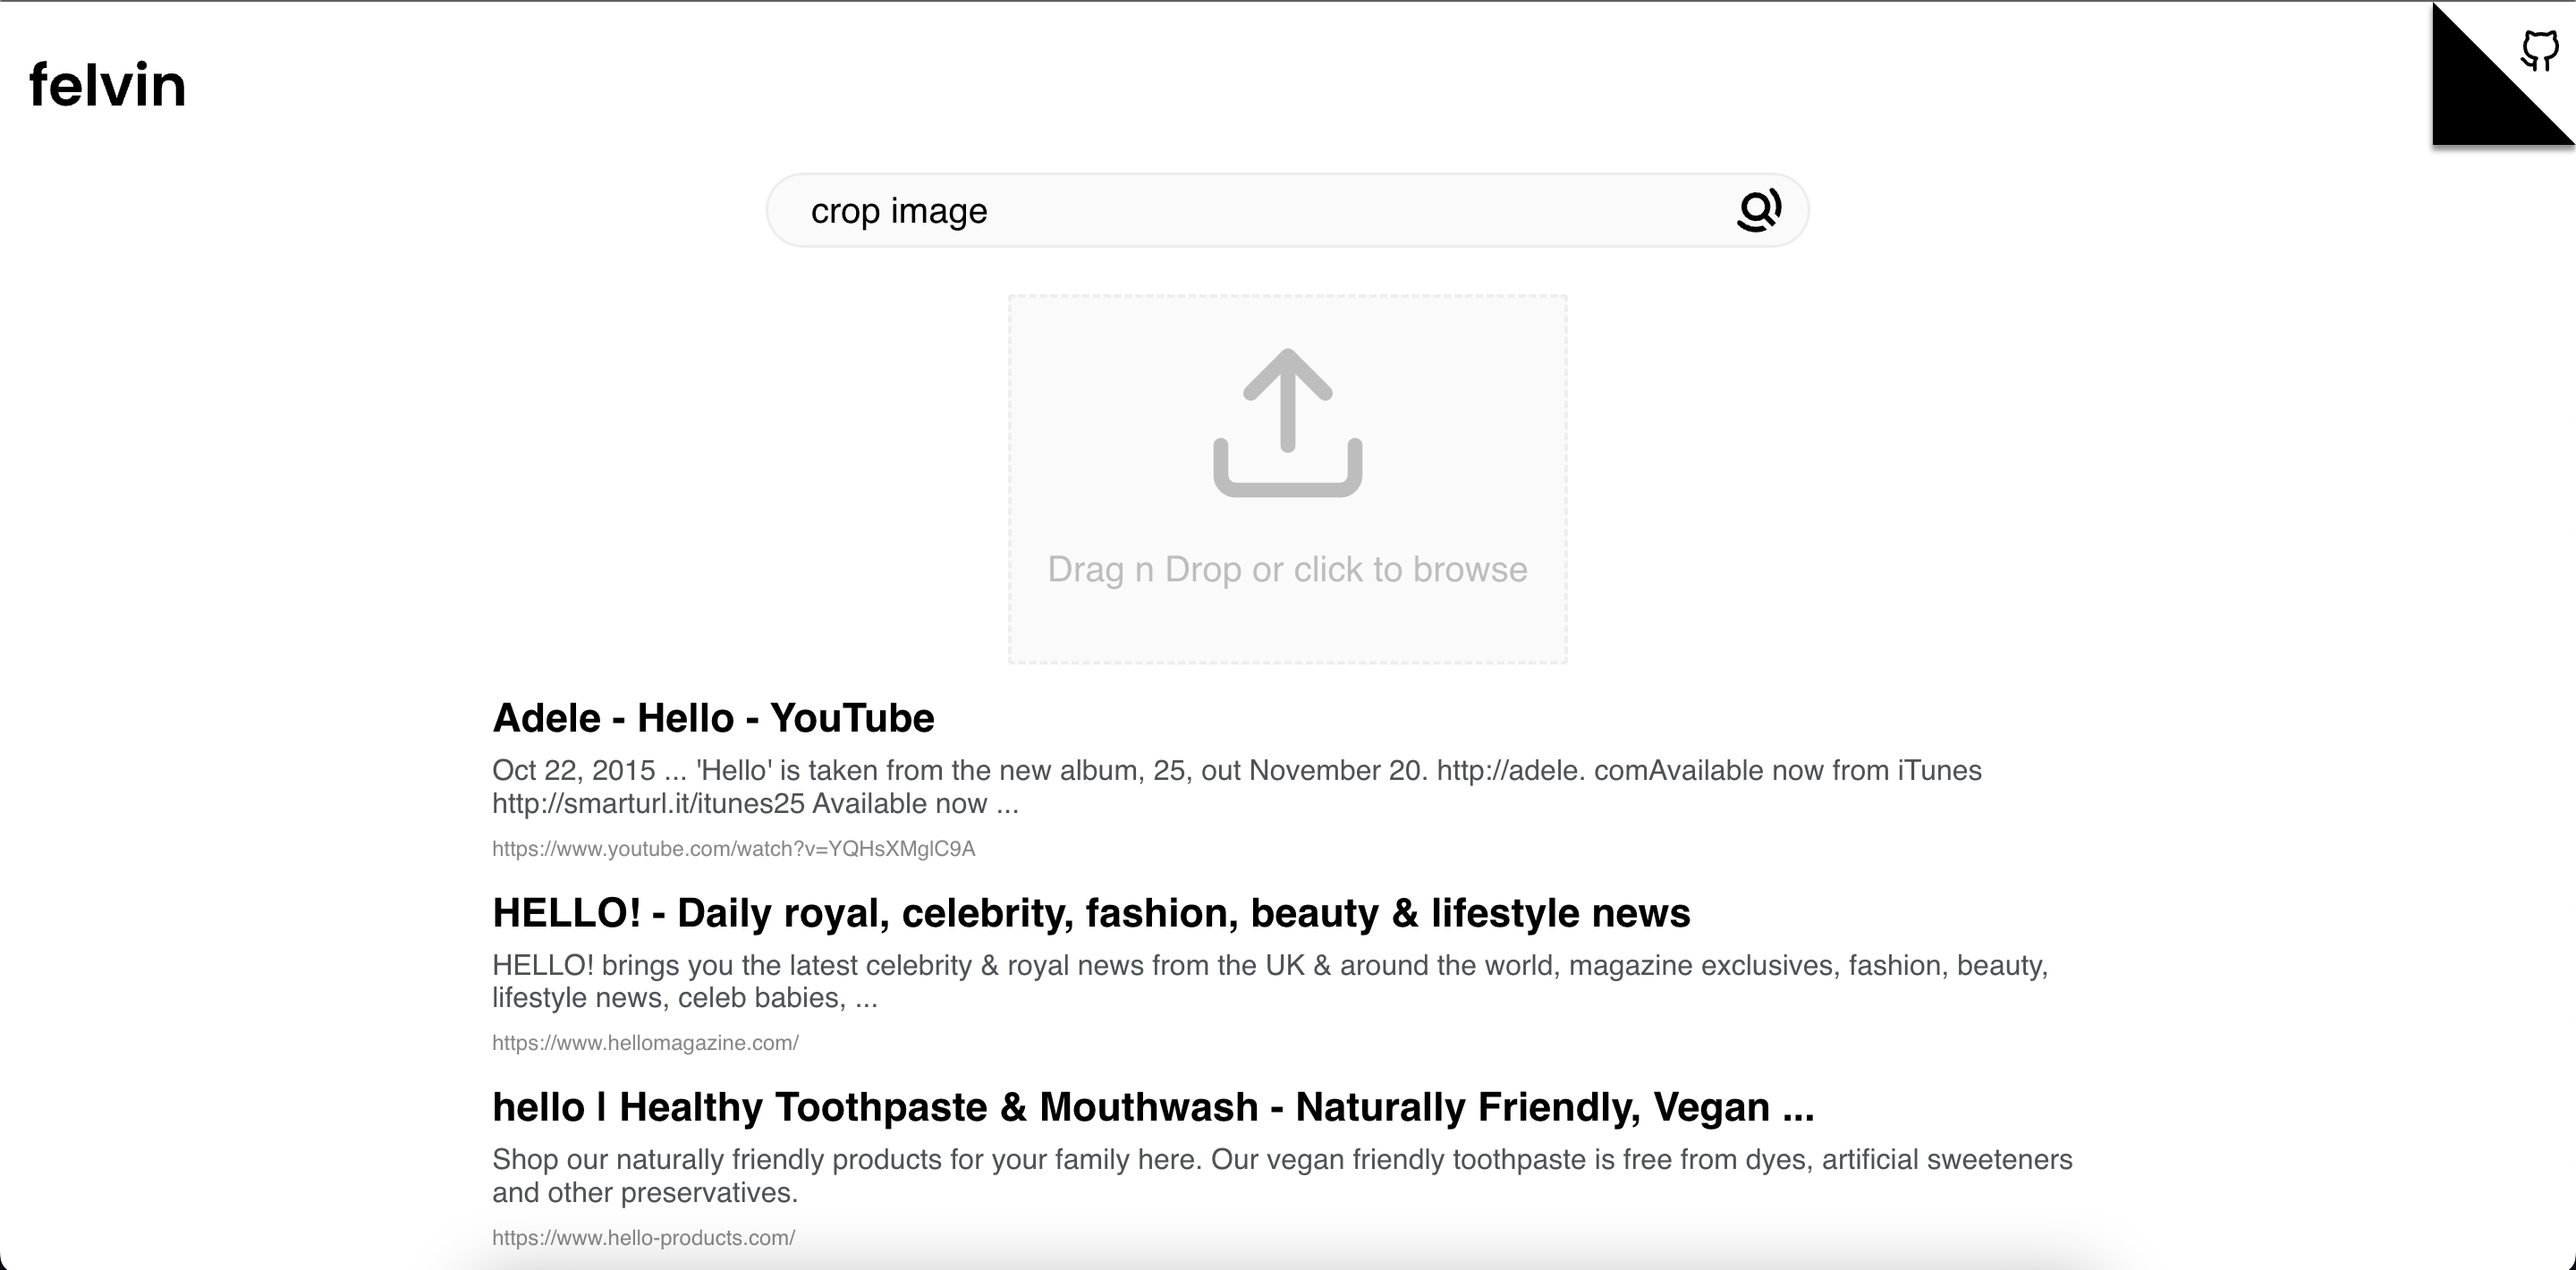 felvin
crop image
Drag n Drop or click to browse
Adele - Hello - YouTube
Oct 22, 2015 ... 'Hello' is taken from the new album, 25, out November 20. http://adele. comAvailable now from iTunes
http://smarturl.it/itunes25 Available now ...
https://www.youtube.com/watch?v=YQHsXMglC9A
HELLO! - Daily royal, celebrity, fashion, beauty & lifestyle news
HELLO! brings you the latest celebrity & royal news from the UK & around the world, magazine exclusives, fashion, beauty,
lifestyle news, celeb babies, ...
https://www.hellomagazine.com/
hello | Healthy Toothpaste & Mouthwash - Naturally Friendly, Vegan ...
Shop our naturally friendly products for your family here. Our vegan friendly toothpaste is free from dyes, artificial sweeteners
and other preservatives.
https://www.hello-products.com/